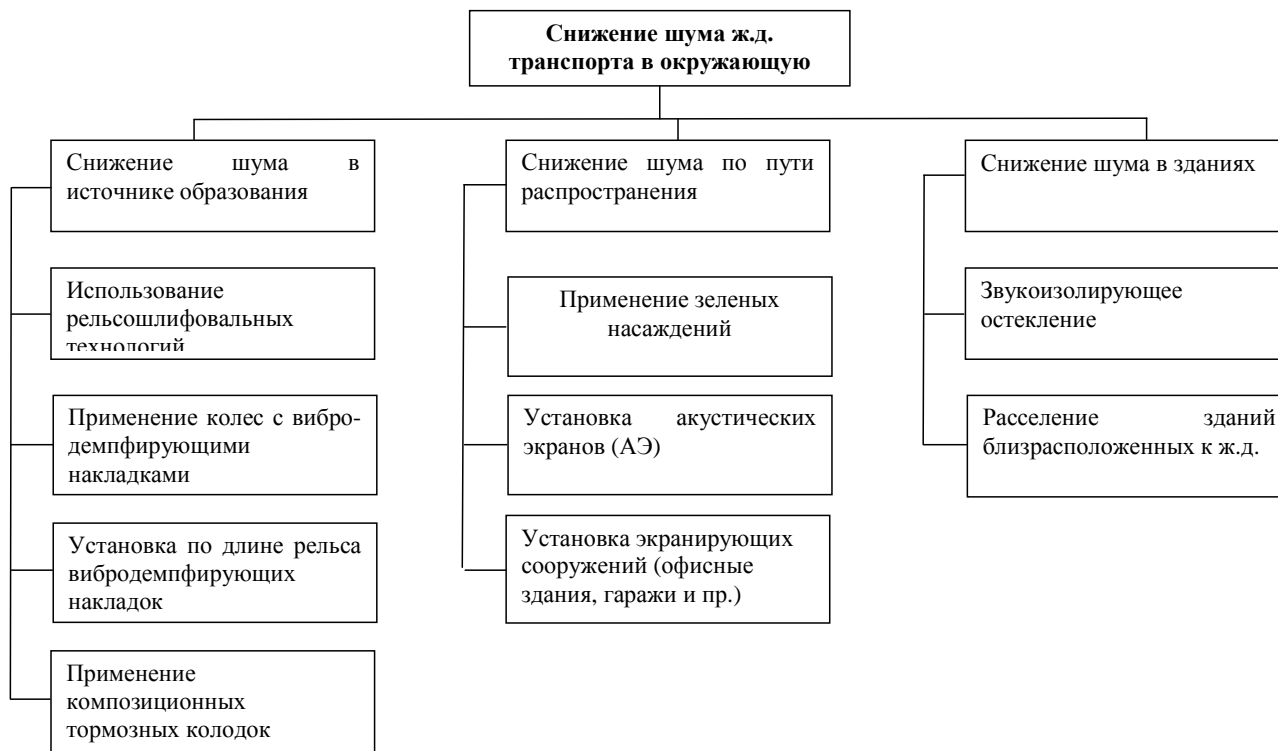 Снижение шума ж.д.
транспорта в окружающую
Снижение шума в
источнике образования
Использование
рельсошлифовальных
технологий
Применение колес с вибро-
демпфирующими
накладками
Установка по длине рельса
вибродемпфирующих
накладок
Применение
композиционных
тормозных колодок
Снижение шума по пути
распространения
Применение зеленых
насаждений
Установка акустических
экранов (АЭ)
Установка экранирующих
сооружений (офисные
здания, гаражи и пр.)
Снижение шума в зданиях
Звукоизолирующее
остекление
Расселение зданий
близрасположенных к ж.д.